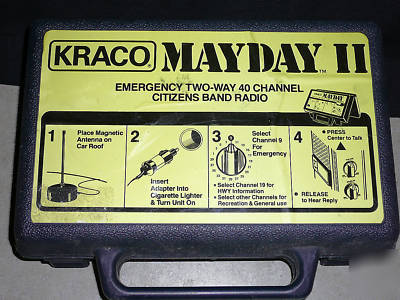 KRACO® MAYDAY II™
EMERGENCY TWO-WAY 40 CHANNEL
CITIZENS BAND RADIO
MAYDAY
1 Place Magnetic
Antenna on
Car Roof
2
Insert
Adapter Into
Cigarette Lighter
& Turn Unit On
3 Select
Channel 9
For
Emergency
• Select Channel 19 for
HWY Information
• Select other Channels for
Recreation & General use
4 • PRESS
Center to Talk
• RELEASE
to Hear Reply